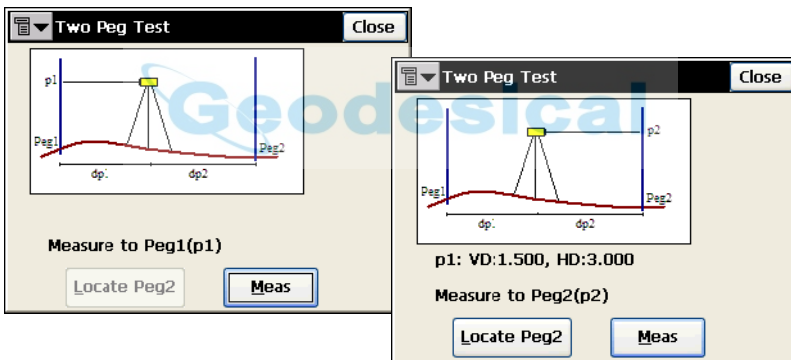 Two Peg Test Close
p1
Peg1 Peg2
dp1 dp2
Measure to Peg1(p1)
Locate Peg2 Meas
Geodesical
Two Peg Test Close
p2
Peg1 Peg2
dp1 dp2
p1: VD:1.500, HD:3.000
Measure to Peg2(p2)
Locate Peg2 Meas